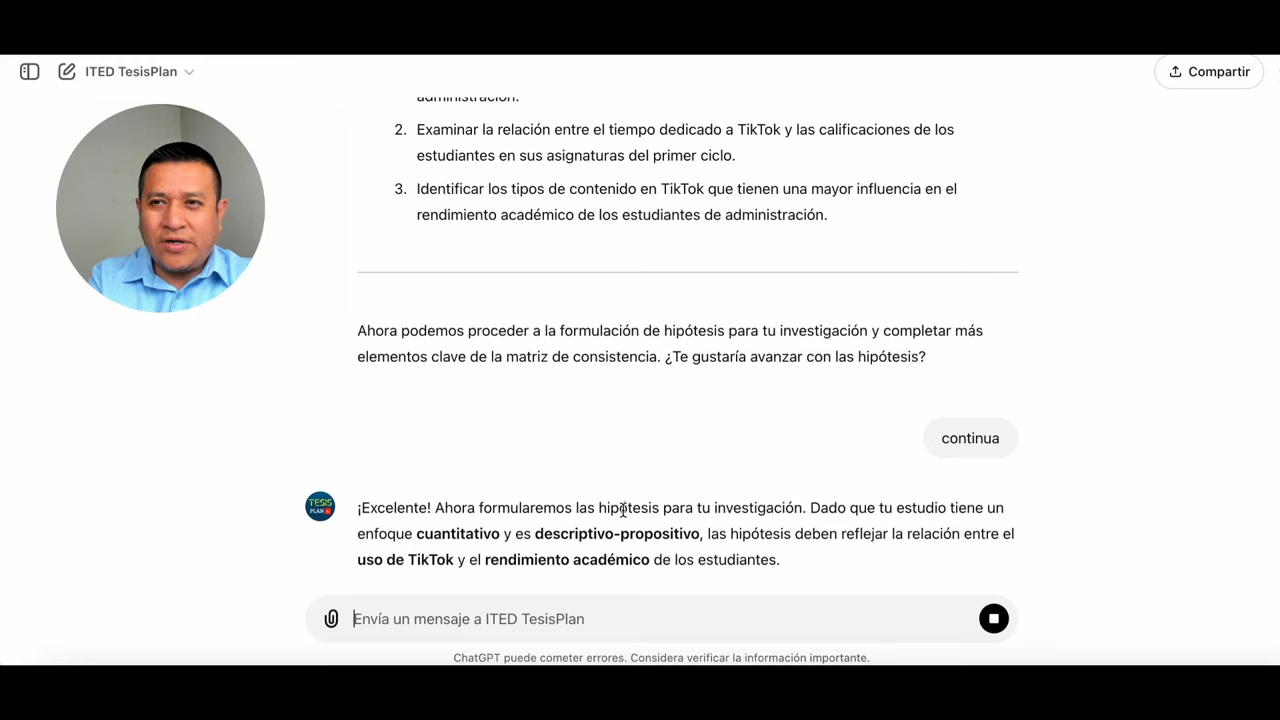 ITED TesisPlan
Compartir
administración.
2. Examinar la relación entre el tiempo dedicado a TikTok y las calificaciones de los
estudiantes en sus asignaturas del primer ciclo.
3. Identificar los tipos de contenido en TikTok que tienen una mayor influencia en el
rendimiento académico de los estudiantes de administración.
Ahora podemos proceder a la formulación de hipótesis para tu investigación y completar más
elementos clave de la matriz de consistencia. ¿Te gustaría avanzar con las hipótesis?
continua
TESIS
PLAN
¡Excelente! Ahora formularemos las hipótesis para tu investigación. Dado que tu estudio tiene un
enfoque cuantitativo y es descriptivo-propositivo, las hipótesis deben reflejar la relación entre el
uso de TikTok y el rendimiento académico de los estudiantes.
Envía un mensaje a ITED TesisPlan
ChatGPT puede cometer errores. Considera verificar la información importante.